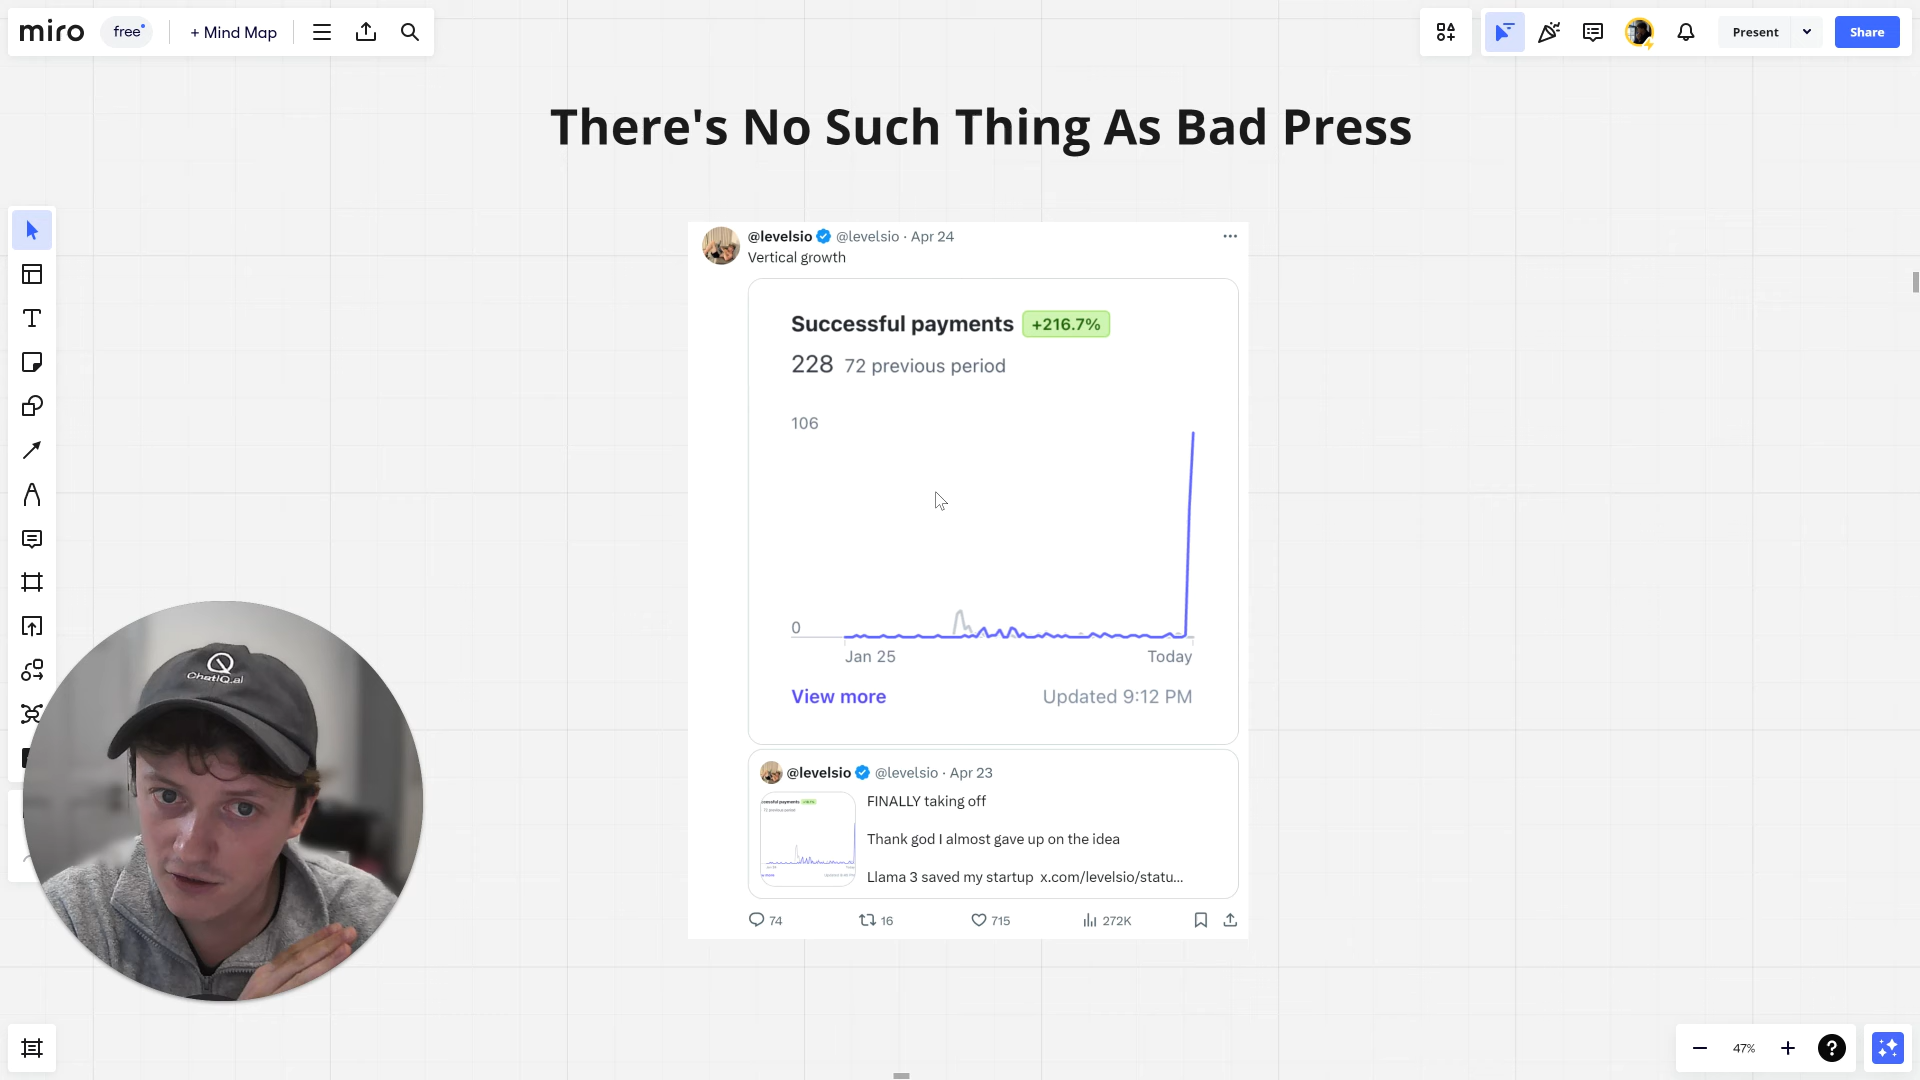 miro
free
+ Mind Map
Present
Share
There's No Such Thing As Bad Press
@levelsio @levelsio · Apr 24
Vertical growth
Successful payments +216.7%
228 72 previous period
106
0
Jan 25 Today
View more Updated 9:12 PM
@levelsio @levelsio · Apr 23
FINALLY taking off
Thank god I almost gave up on the idea
Llama 3 saved my startup x.com/levelsio/statu...
74 16 715 272K
ChatIQ.ai
47%
?